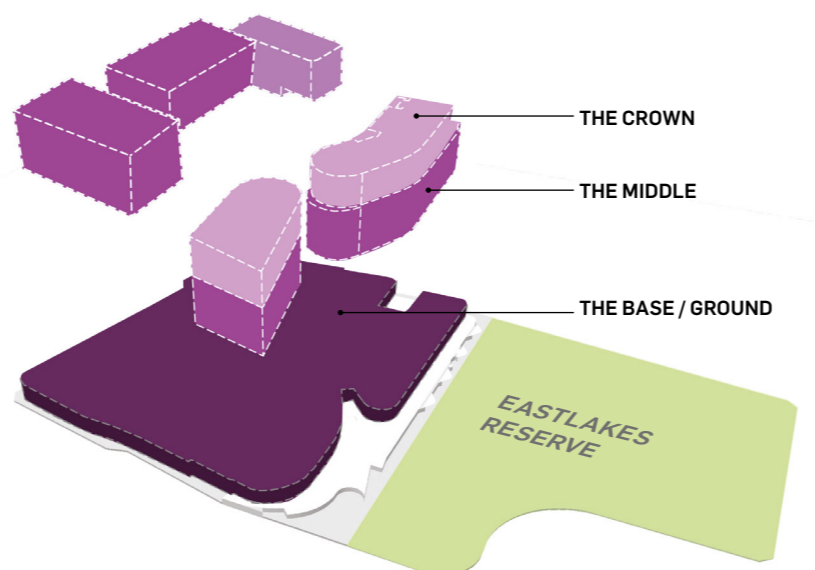 THE CROWN
THE MIDDLE
THE BASE / GROUND
EASTLAKES
RESERVE